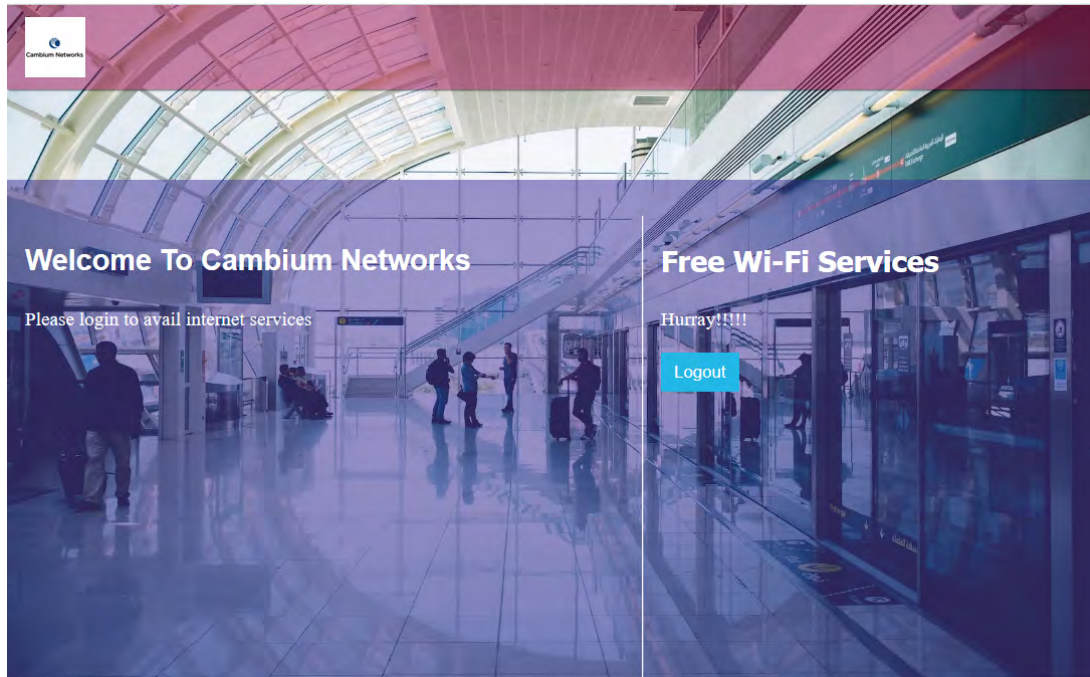 Cambium Networks
Welcome To Cambium Networks
Please login to avail internet services
Free Wi-Fi Services
Hurray!!!!!
Logout